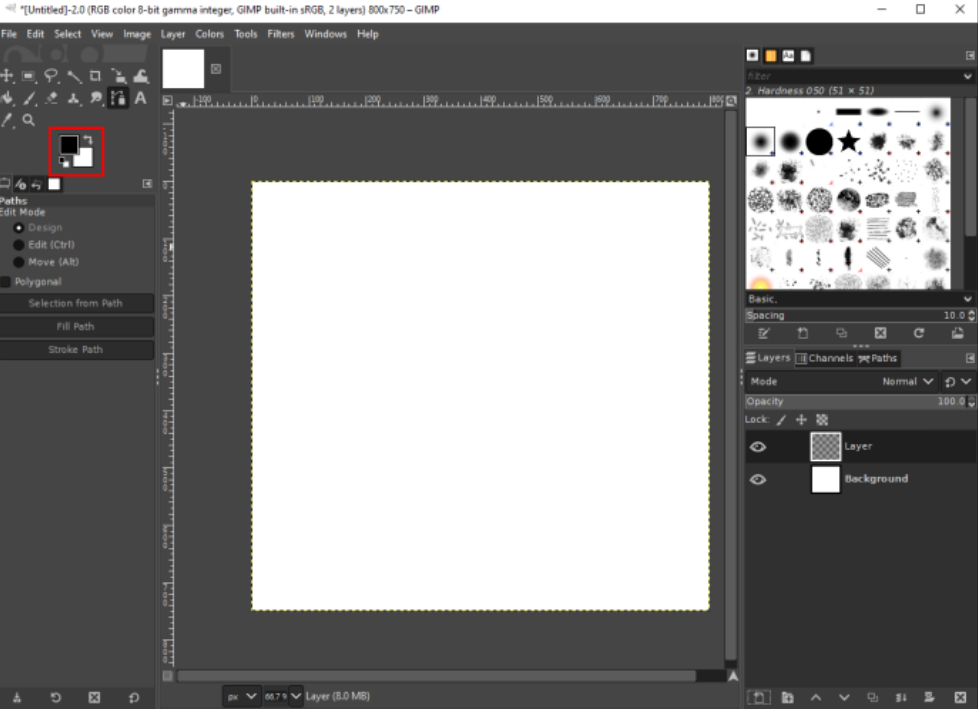 *[Untitled]-2.0 (RGB color 8-bit gamma integer, GIMP built-in sRGB, 2 layers) 800x750 – GIMP
File Edit Select View Image Layer Colors Tools Filters Windows Help
filter
2. Hardness 050 (51 × 51)
-100 0 100 200 300 400 500 600 700 800
Paths
Edit Mode
Design
Edit (Ctrl)
Move (Alt)
Polygonal
Selection from Path
Fill Path
Stroke Path
Basic,
Spacing 10.0
Layers Channels Paths
Mode Normal
Opacity 100.0
Lock:
Layer
Background
px 66.7 % Layer (8.0 MB)